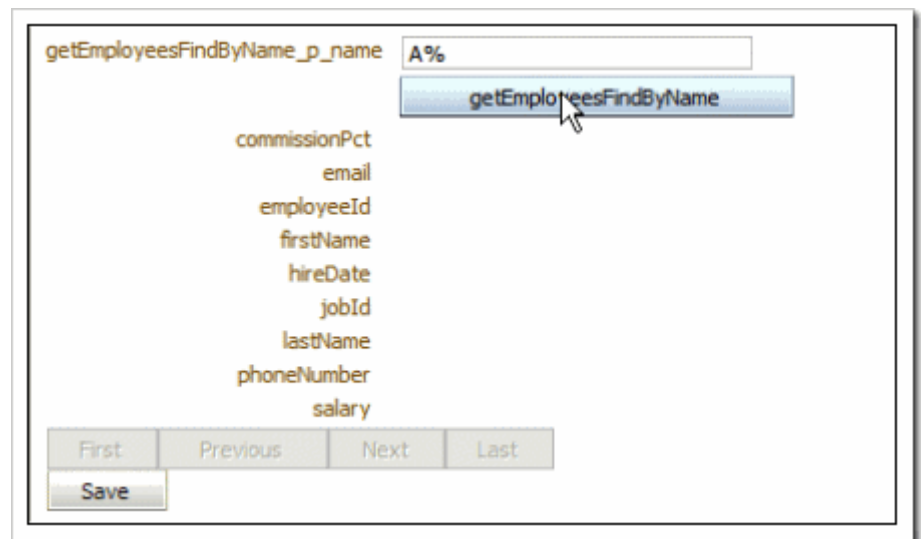 getEmployeesFindByName_p_name A%
getEmployeesFindByName
commissionPct
email
employeeId
firstName
hireDate
jobId
lastName
phoneNumber
salary
First Previous Next Last
Save